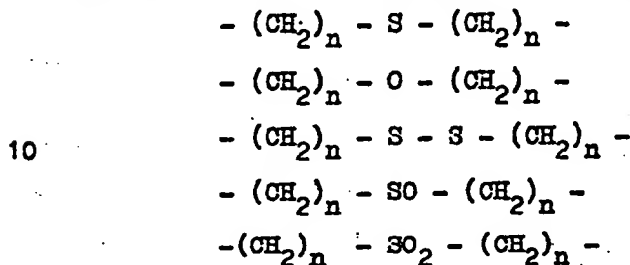 - (CH2)n - S - (CH2)n -
- (CH2)n - O - (CH2)n -
10 - (CH2)n - S - S - (CH2)n -
- (CH2)n - SO - (CH2)n -
-(CH2)n - SO2 - (CH2)n -